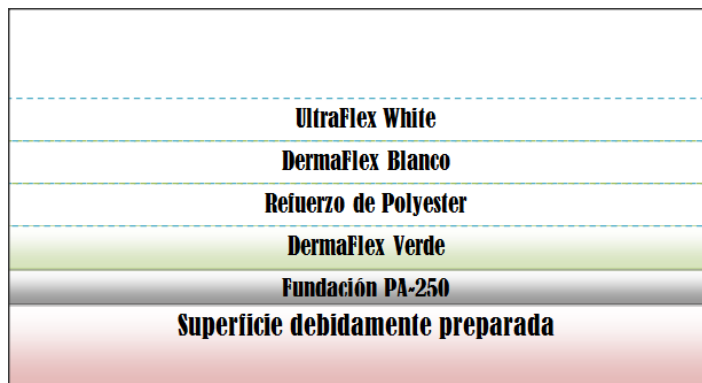 UltraFlex White
DermaFlex Blanco
Refuerzo de Polyester
DermaFlex Verde
Fundación PA-250
Superficie debidamente preparada